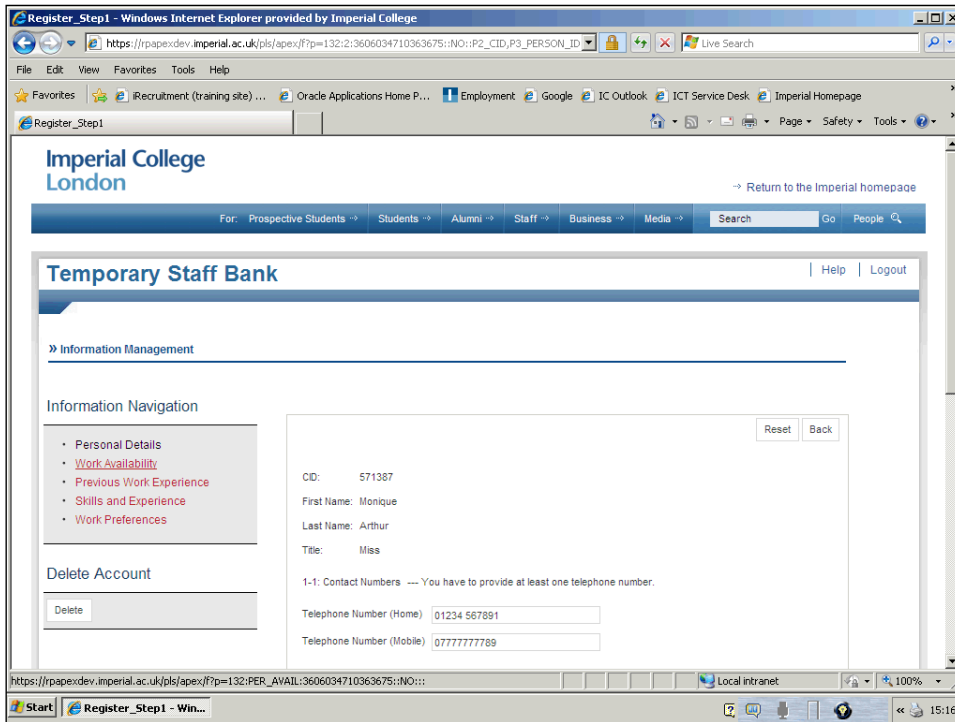 Register_Step1 - Windows Internet Explorer provided by Imperial College
https://rpapexdev.imperial.ac.uk/pls/apex/f?p=132:2:3606034710363675::NO::P2_CID,P3_PERSON_ID
Live Search
File Edit View Favorites Tools Help
Favorites iRecruitment (training site) ... Oracle Applications Home P... Employment Google IC Outlook ICT Service Desk Imperial Homepage
Register_Step1
Page Safety Tools
Imperial College
London
Return to the Imperial homepage
For: Prospective Students Students Alumni Staff Business Media Search Go People
Temporary Staff Bank
Help Logout
» Information Management
Information Navigation
Reset Back
• Personal Details
• Work Availability
• Previous Work Experience
• Skills and Experience
• Work Preferences
CID: 571387
First Name: Monique
Last Name: Arthur
Title: Miss
Delete Account
Delete
1-1: Contact Numbers --- You have to provide at least one telephone number.
Telephone Number (Home) 01234 567891
Telephone Number (Mobile) 07777777789
https://rpapexdev.imperial.ac.uk/pls/apex/f?p=132:PER_AVAIL:3606034710363675::NO:::
Local intranet 100%
Start Register_Step1 - Win... « 15:16